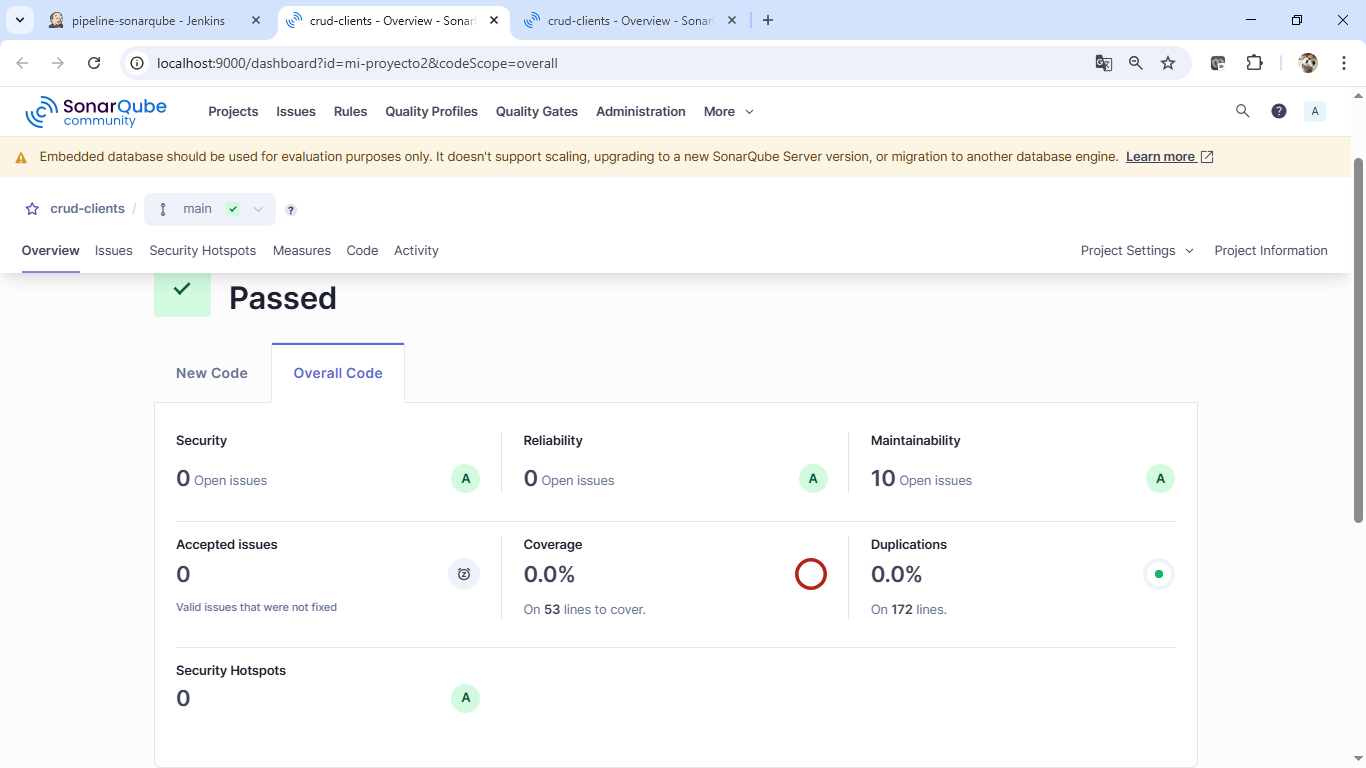 pipeline-sonarqube - Jenkins
crud-clients - Overview - Sonar
crud-clients - Overview - Sonar
localhost:9000/dashboard?id=mi-proyecto2&codeScope=overall
SonarQube
community
Projects Issues Rules Quality Profiles Quality Gates Administration More
A
Embedded database should be used for evaluation purposes only. It doesn't support scaling, upgrading to a new SonarQube Server version, or migration to another database engine. Learn more
crud-clients / main ?
Overview Issues Security Hotspots Measures Code Activity Project Settings Project Information
Passed
New Code Overall Code
Security Reliability Maintainability
0 Open issues A 0 Open issues A 10 Open issues A
Accepted issues Coverage Duplications
0 0.0% 0.0%
Valid issues that were not fixed On 53 lines to cover. On 172 lines.
Security Hotspots
0 A